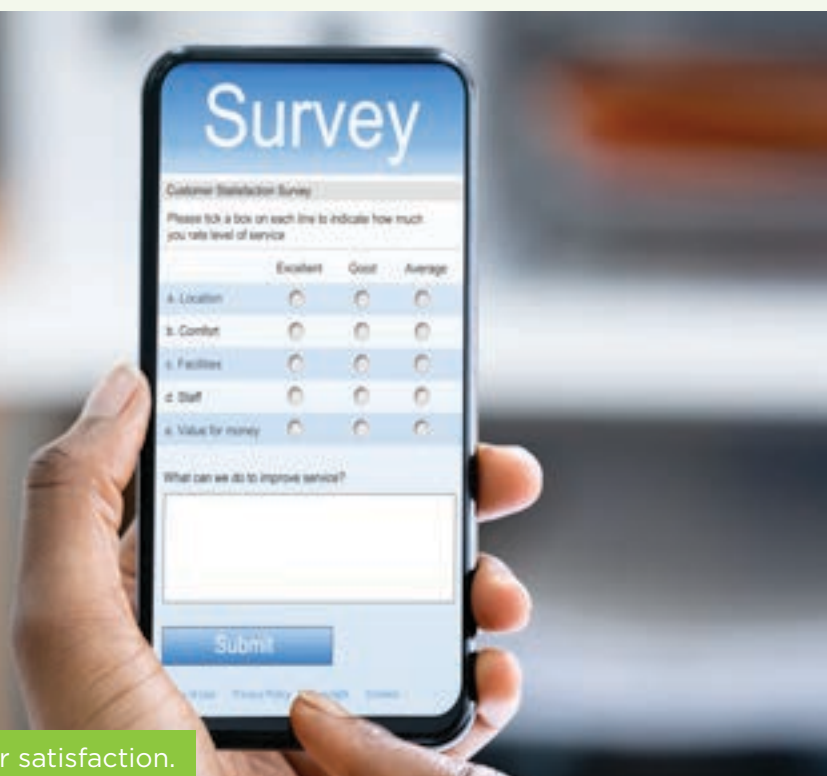 Survey
Customer Statisfaction Survey
Please tick a box on each line to indicate how much
you rate level of service
Excellent Good Average
a. Location
b. Comfort
c. Facilities
d. Staff
e. Value for money
What can we do to improve service?
Submit
Privacy Policy
r satisfaction.